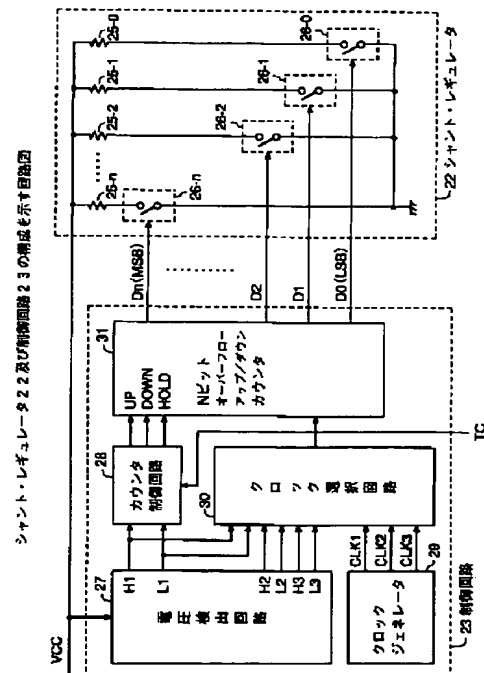 シャント・レギュレータ22及び制御回路23の構成を示す回路図
VCC
25-n
25-2
25-1
25-0
26-n
26-2
26-1
26-0
22 シャント・レギュレータ
Dn(MSB)
D2
D1
D0(LSB)
27
電圧検出回路
H1
L1
H2
L2
H3
L3
28
カウンタ
制御回路
UP
DOWN
HOLD
31
Nビット
オーバーフロー
アップ/ダウン
カウンタ
30
クロック選択回路
CLK1
CLK2
CLK3
29
クロック
ジェネレータ
TC
23 制御回路